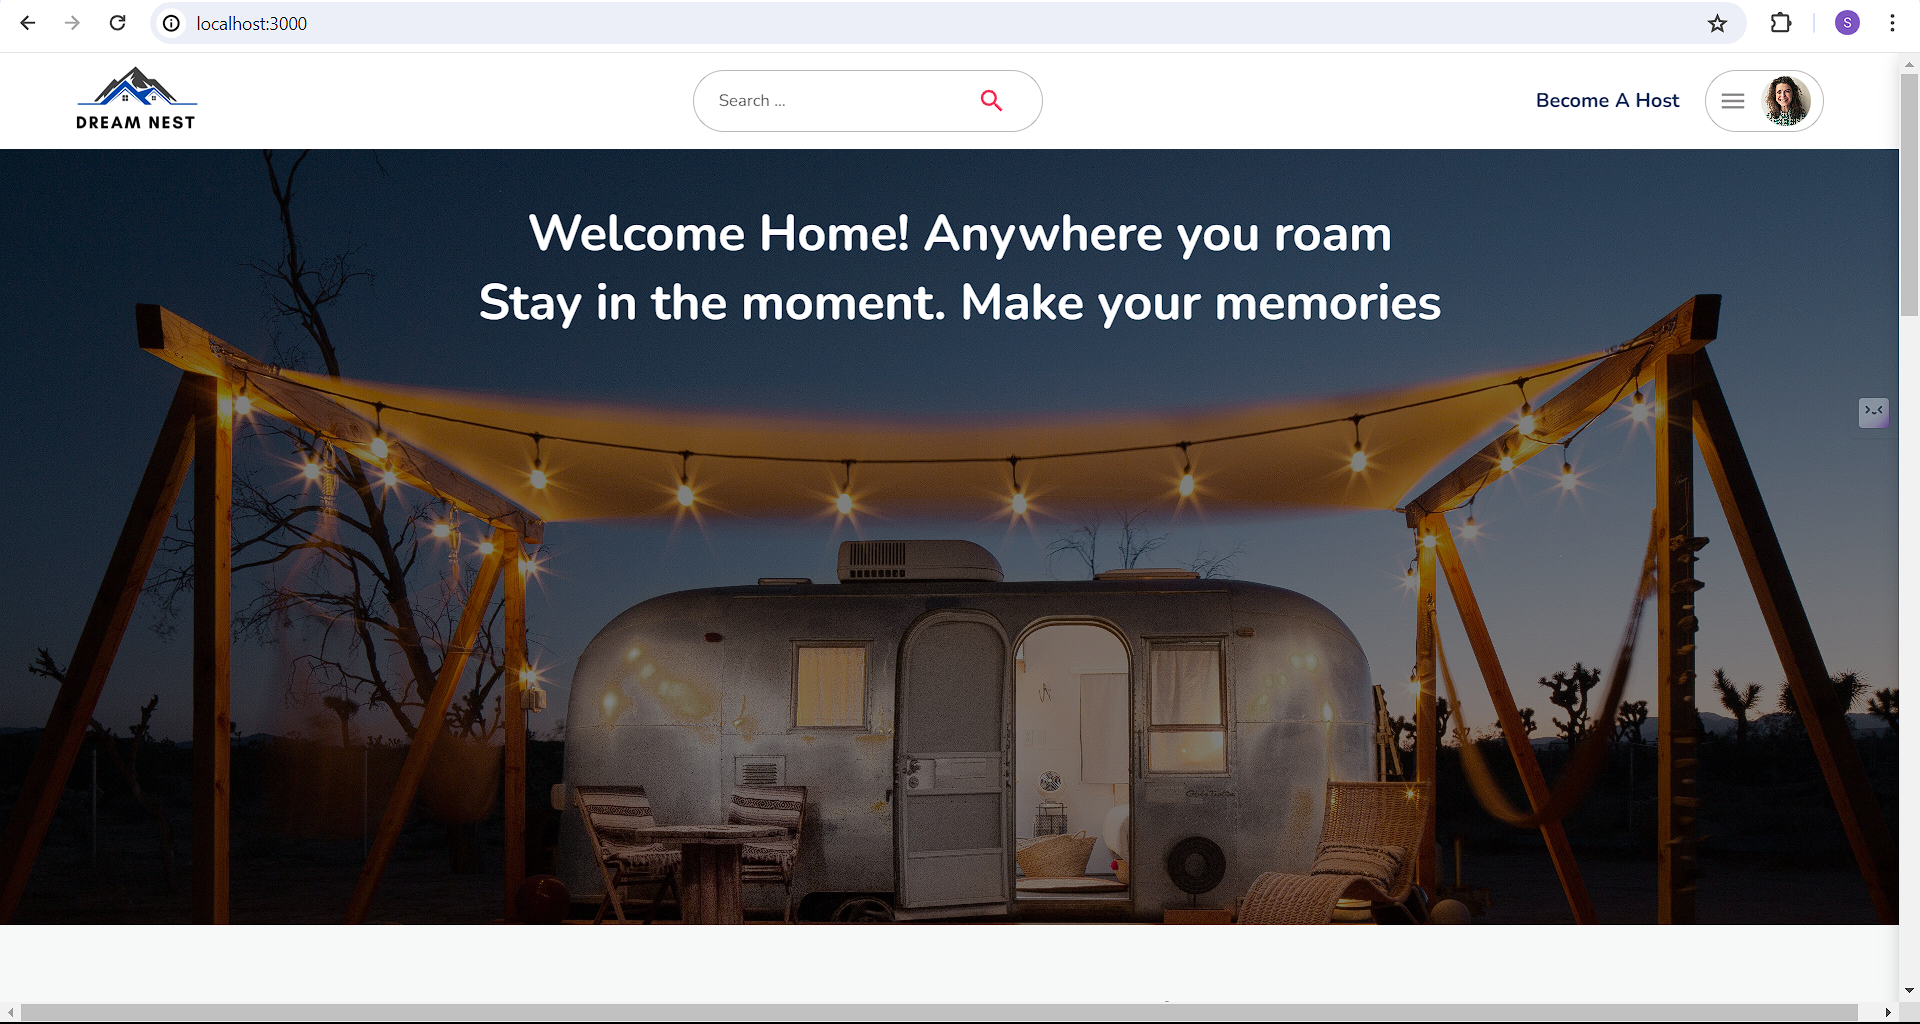 localhost:3000
S
DREAM NEST
Search ...
Become A Host
Welcome Home! Anywhere you roam
Stay in the moment. Make your memories